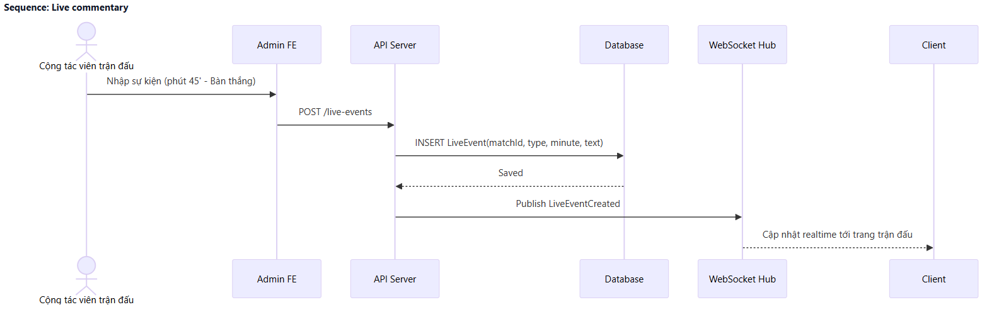 Sequence: Live commentary
Cộng tác viên trận đấu
Admin FE
API Server
Database
WebSocket Hub
Client
Nhập sự kiện (phút 45' - Bàn thắng)
POST /live-events
INSERT LiveEvent(matchId, type, minute, text)
Saved
Publish LiveEventCreated
Cập nhật realtime tới trang trận đấu
Cộng tác viên trận đấu
Admin FE
API Server
Database
WebSocket Hub
Client